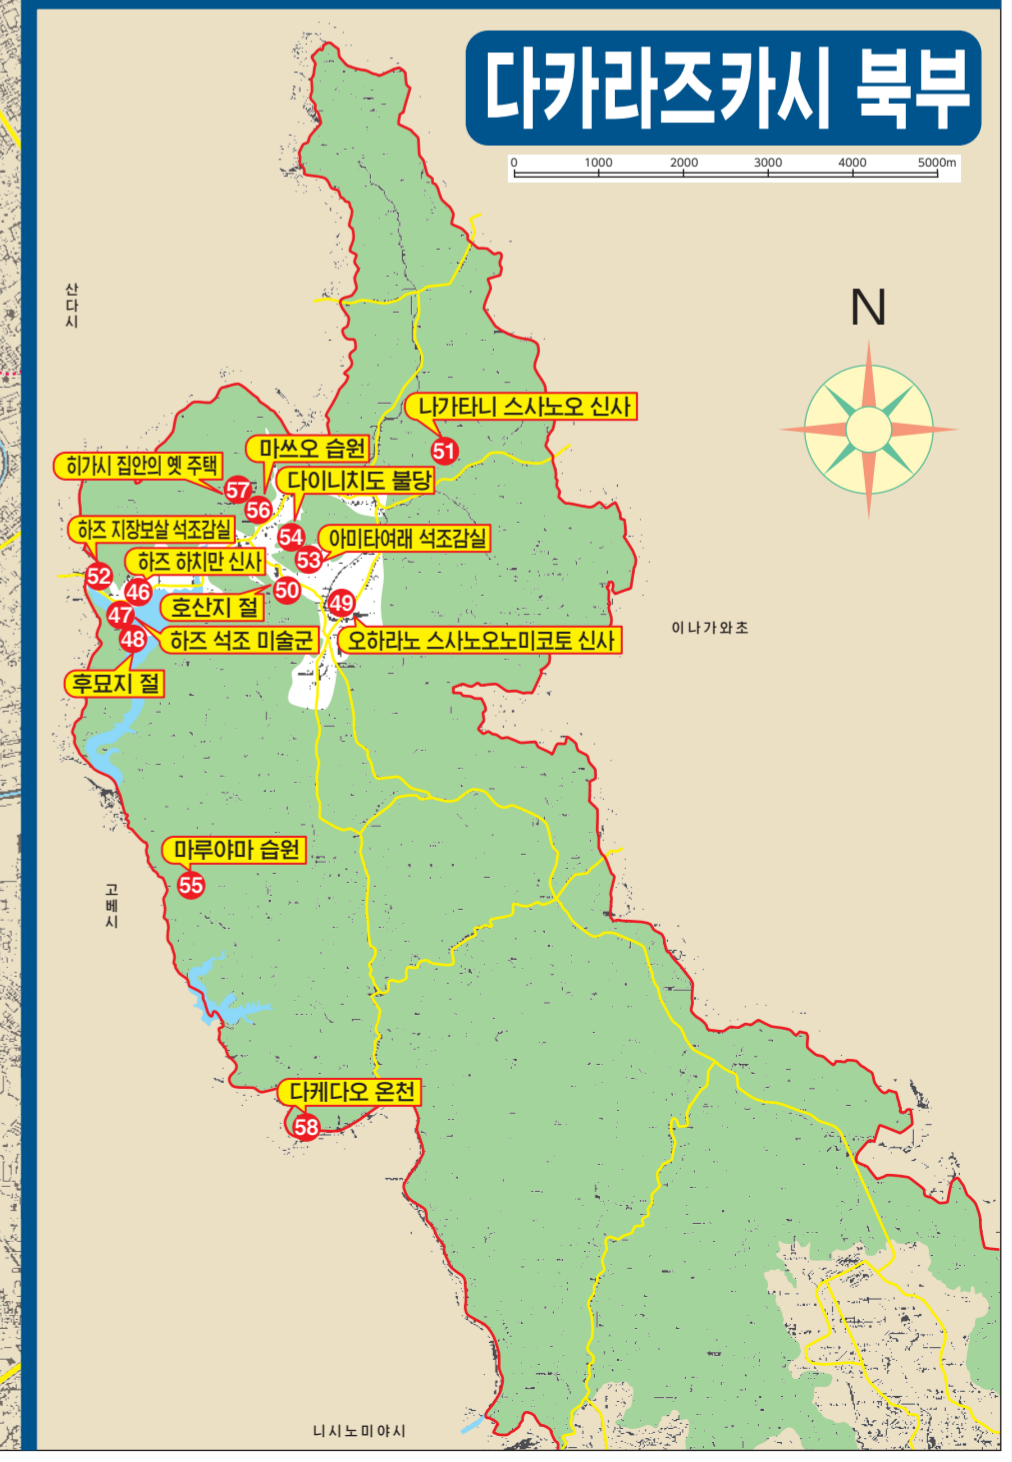 다카라즈카시 북부
0 1000 2000 3000 4000 5000m
N
산다시
나가타니 스사노오 신사
51
마쓰오 습원
히가시 집안의 옛 주택
다이니치도 불당
57
56
하즈 지장보살 석조감실
54
아미타여래 석조감실
53
하즈 하치만 신사
52
46
50
49
호산지 절
47
이나가와초
48
하즈 석조 미술군
오하라노 스사노오노미코토 신사
후묘지 절
마루야마 습원
55
고베시
다케다오 온천
58
니시노미야시